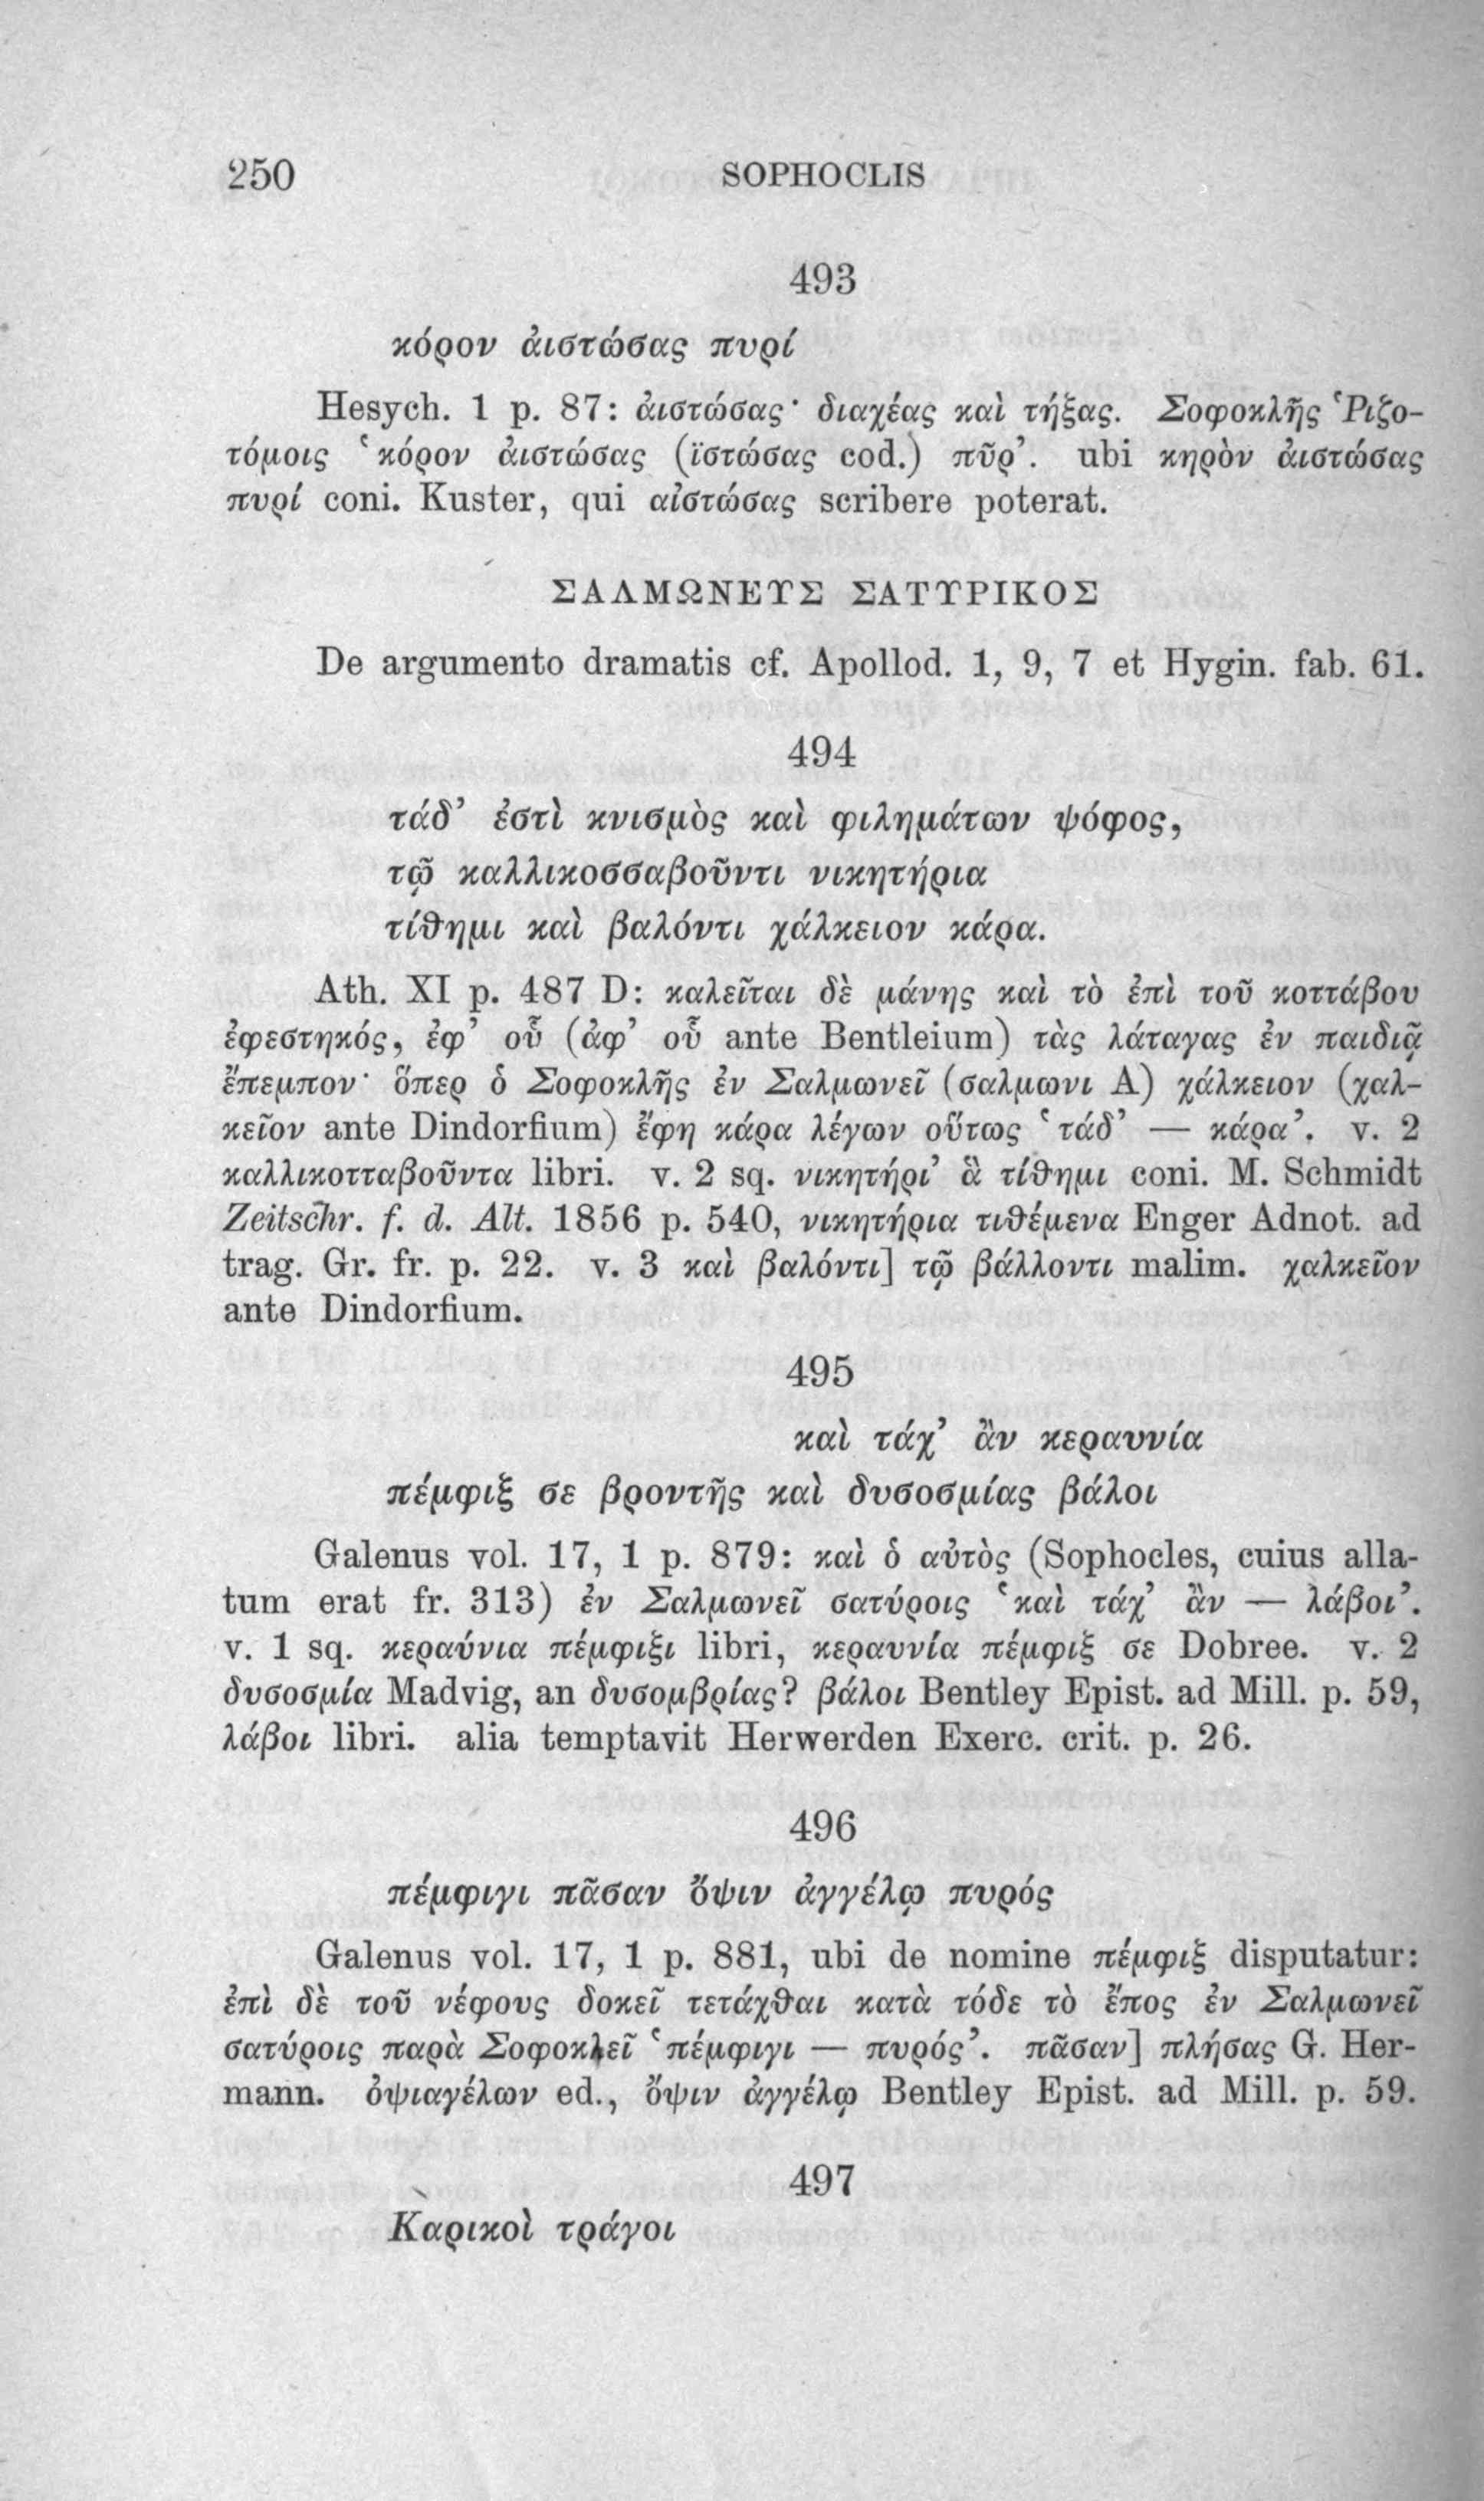 250 SOPHOCLIS
493
κόρον ἀιστώσας πυρί
Hesych. 1 p. 87: ἀιστώσας· διαχέας καὶ τήξας. Σοφοκλῆς Ῥιζο-
τόμοις ‘κόρον ἀιστώσας (ϊστώσας cod.) πῦρ’. ubi κηρὸν ἀιστώσας
πυρί coni. Kuster, qui αἰστώσας scribere poterat.
ΣΑΛΜΩΝΕΥΣ ΣΑΤΥΡΙΚΟΣ
De argumento dramatis cf. Apollod. 1, 9, 7 et Hygin. fab. 61.
494
τάδ’ ἐστὶ κνισμὸς καὶ φιλημάτων ψόφος,
τῷ καλλικοσσαβοῦντι νικητήρια
τίθημι καὶ βαλόντι χάλκειον κάρα.
Ath. XI p. 487 D: καλεῖται δὲ μάνης καὶ τὸ ἐπὶ τοῦ κοττάβου
ἐφεστηκός, ἐφ’ οὗ (ἀφ’ οὗ ante Bentleium) τὰς λάταγας ἐν παιδιᾷ
ἔπεμπον· ὅπερ ὁ Σοφοκλῆς ἐν Σαλμωνεῖ (σαλμωνι A) χάλκειον (χαλ-
κεῖον ante Dindorfium) ἔφη κάρα λέγων οὕτως ‘τάδ’ — κάρα’. v. 2
καλλικοτταβοῦντα libri. v. 2 sq. νικητήρι’ ἃ τίθημι coni. M. Schmidt
Zeitschr. f. d. Alt. 1856 p. 540, νικητήρια τιθέμενα Enger Adnot. ad
trag. Gr. fr. p. 22. v. 3 καὶ βαλόντι] τῷ βάλλοντι malim. χαλκεῖον
ante Dindorfium.
495
καὶ τάχ’ ἂν κεραυνία
πέμφιξ σε βροντῆς καὶ δυσοσμίας βάλοι
Galenus vol. 17, 1 p. 879: καὶ ὁ αὐτὸς (Sophocles, cuius alla-
tum erat fr. 313) ἐν Σαλμωνεῖ σατύροις ‘καὶ τάχ’ ἂν — λάβοι’.
v. 1 sq. κεραύνια πέμφιξι libri, κεραυνία πέμφιξ σε Dobree. v. 2
δυσοσμία Madvig, an δυσομβρίας? βάλοι Bentley Epist. ad Mill. p. 59,
λάβοι libri. alia temptavit Herwerden Exerc. crit. p. 26.
496
πέμφιγι πᾶσαν ὄψιν ἀγγέλῳ πυρός
Galenus vol. 17, 1 p. 881, ubi de nomine πέμφιξ disputatur:
ἐπὶ δὲ τοῦ νέφους δοκεῖ τετάχθαι κατὰ τόδε τὸ ἔπος ἐν Σαλμωνεῖ
σατύροις παρὰ Σοφοκλεῖ ‘πέμφιγι — πυρός’. πᾶσαν] πλήσας G. Her-
mann. ὀψιαγέλων ed., ὄψιν ἀγγέλῳ Bentley Epist. ad Mill. p. 59.
497
Καρικοὶ τράγοι